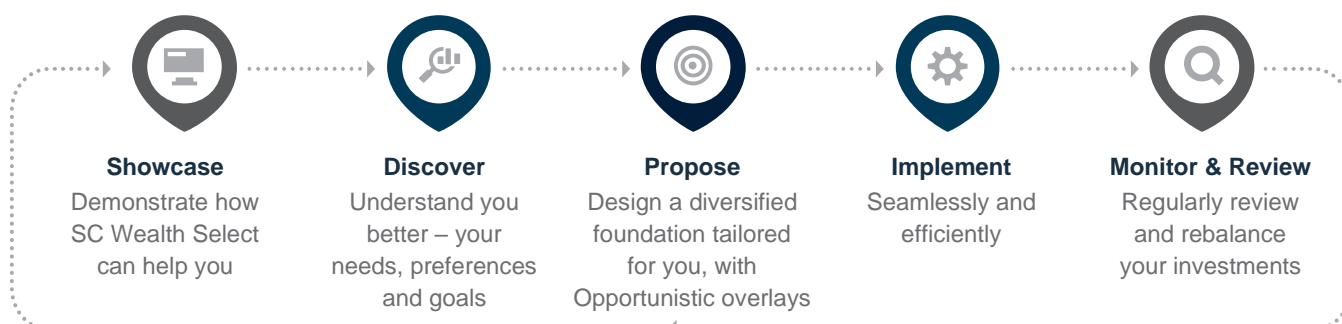 Showcase
Demonstrate how
SC Wealth Select
can help you
Discover
Understand you
better – your
needs, preferences
and goals
Propose
Design a diversified
foundation tailored
for you, with
Opportunistic overlays
Implement
Seamlessly and
efficiently
Monitor & Review
Regularly review
and rebalance
your investments